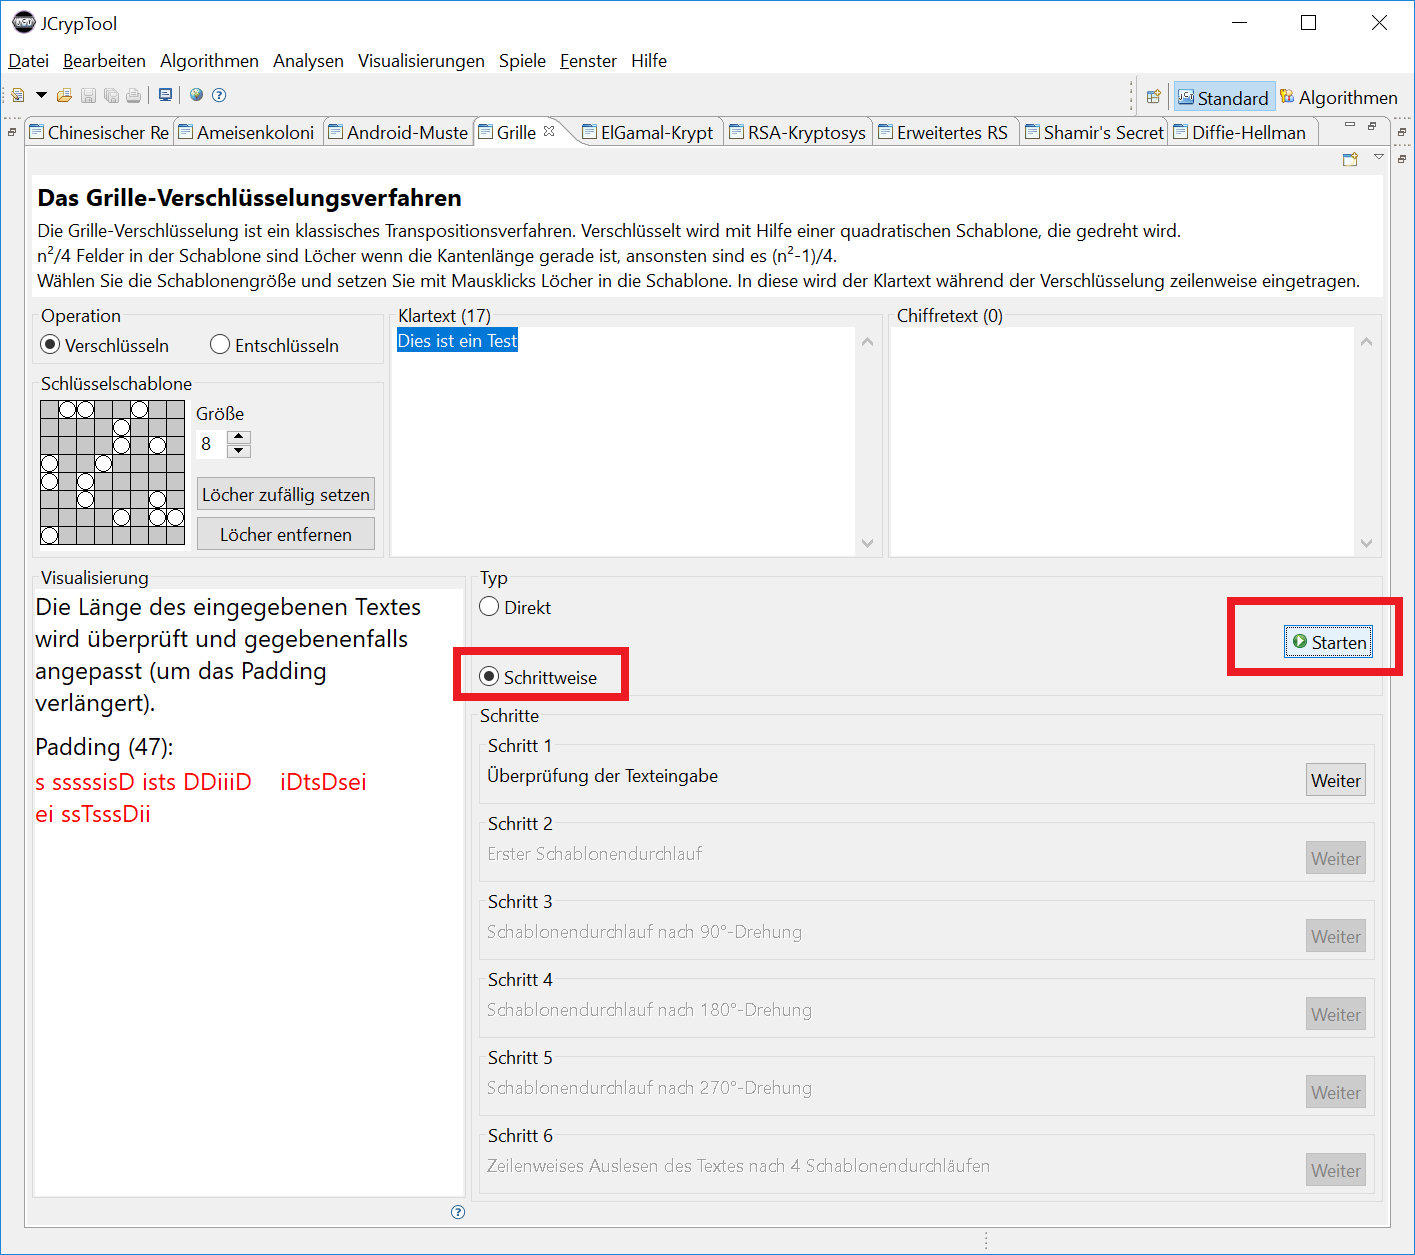 JCrypTool
Datei Bearbeiten Algorithmen Analysen Visualisierungen Spiele Fenster Hilfe
Standard Algorithmen
Chinesischer Re Ameisenkoloni Android-Muste Grille ElGamal-Krypt RSA-Kryptosys Erweitertes RS Shamir's Secret Diffie-Hellman
Das Grille-Verschlüsselungsverfahren
Die Grille-Verschlüsselung ist ein klassisches Transpositionsverfahren. Verschlüsselt wird mit Hilfe einer quadratischen Schablone, die gedreht wird.
n²/4 Felder in der Schablone sind Löcher wenn die Kantenlänge gerade ist, ansonsten sind es (n²-1)/4.
Wählen Sie die Schablonengröße und setzen Sie mit Mausklicks Löcher in die Schablone. In diese wird der Klartext während der Verschlüsselung zeilenweise eingetragen.
Operation
Verschlüsseln Entschlüsseln
Schlüsselschablone
Größe
8
Löcher zufällig setzen
Löcher entfernen
Klartext (17)
Dies ist ein Test
Chiffretext (0)
Visualisierung
Die Länge des eingegebenen Textes
wird überprüft und gegebenenfalls
angepasst (um das Padding
verlängert).
Padding (47):
s sssssisD ists DDiiiD    iDtsDsei
ei ssTsssDii
Typ
Direkt
Schrittweise
Starten
Schritte
Schritt 1
Überprüfung der Texteingabe
Weiter
Schritt 2
Erster Schablonendurchlauf
Weiter
Schritt 3
Schablonendurchlauf nach 90°-Drehung
Weiter
Schritt 4
Schablonendurchlauf nach 180°-Drehung
Weiter
Schritt 5
Schablonendurchlauf nach 270°-Drehung
Weiter
Schritt 6
Zeilenweises Auslesen des Textes nach 4 Schablonendurchläufen
Weiter